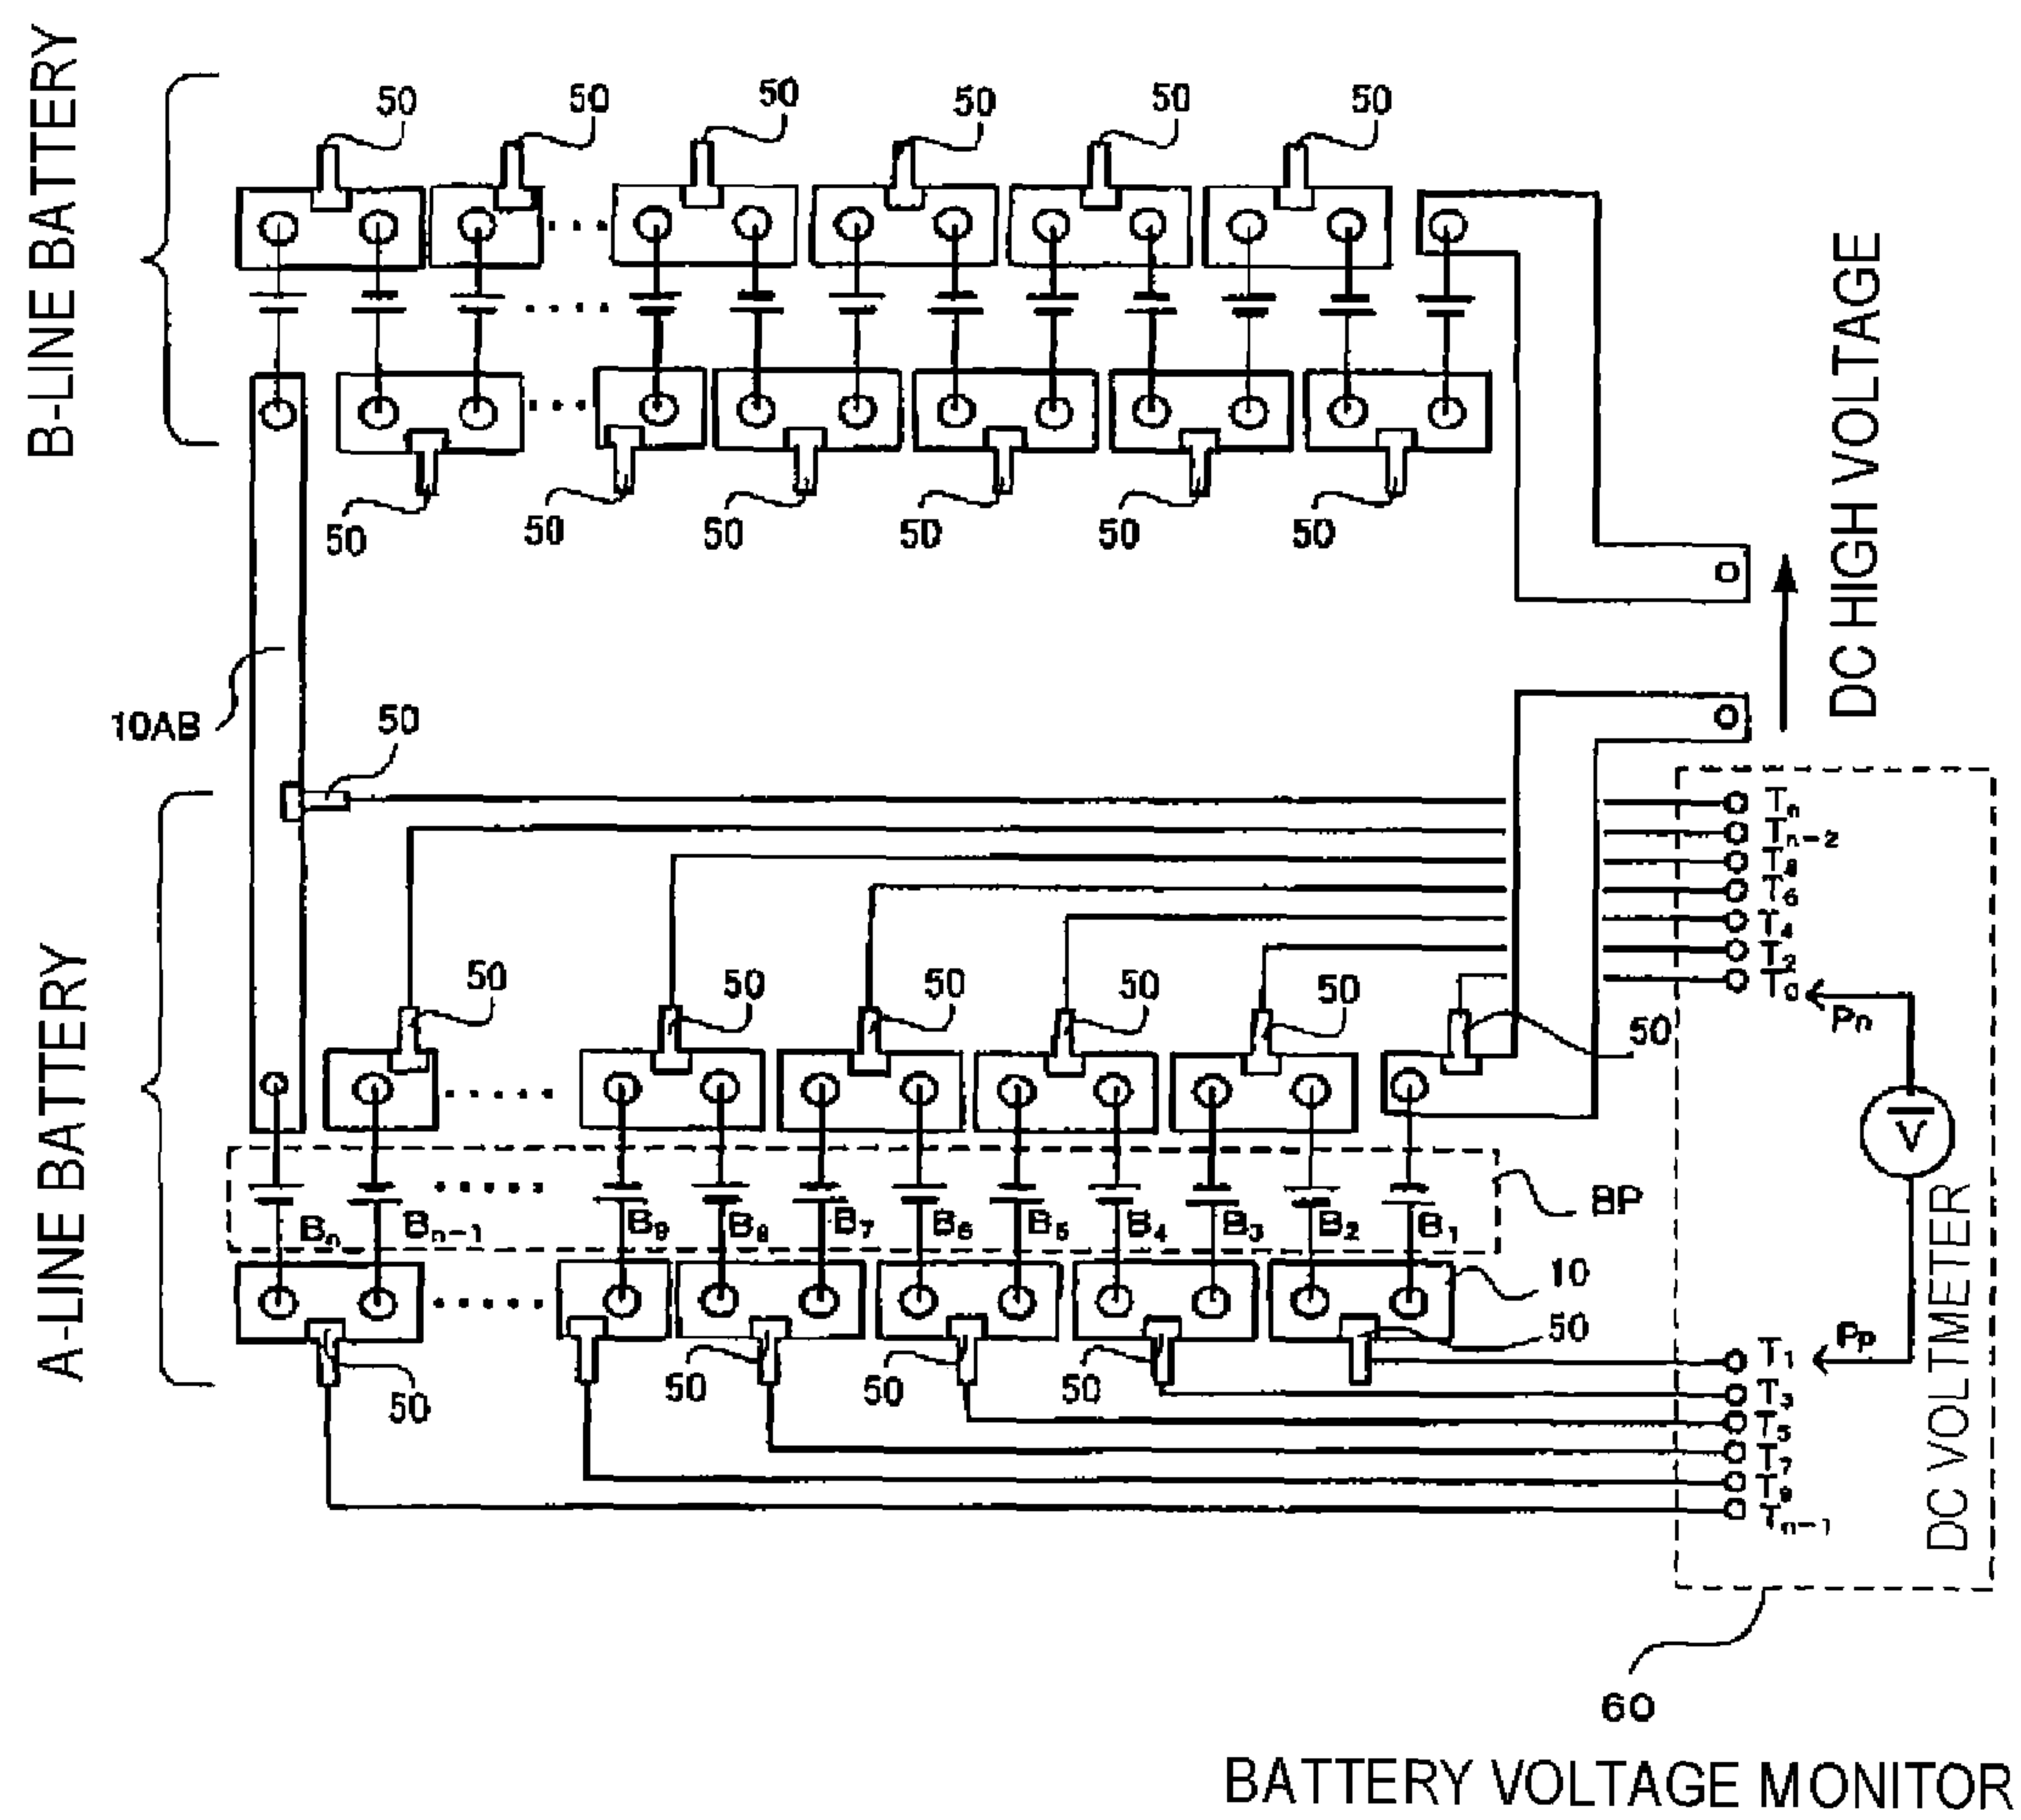 B-LINE BATTERY
50 50 50 50 50 50
50 50 50 50 50 50
DC HIGH VOLTAGE
10AB
50
A-LINE BATTERY
Tn
Tn-2
T8
T6
T4
T2
T0
50 50 50 50 50 50
Pn
V
DC VOLTMETER
BP
Bn Bn-1 B9 B8 B7 B6 B5 B4 B3 B2 B1
10
50
50 50 50 50
Pp
T1
T3
T5
T7
T9
Tn-1
60
BATTERY VOLTAGE MONITOR